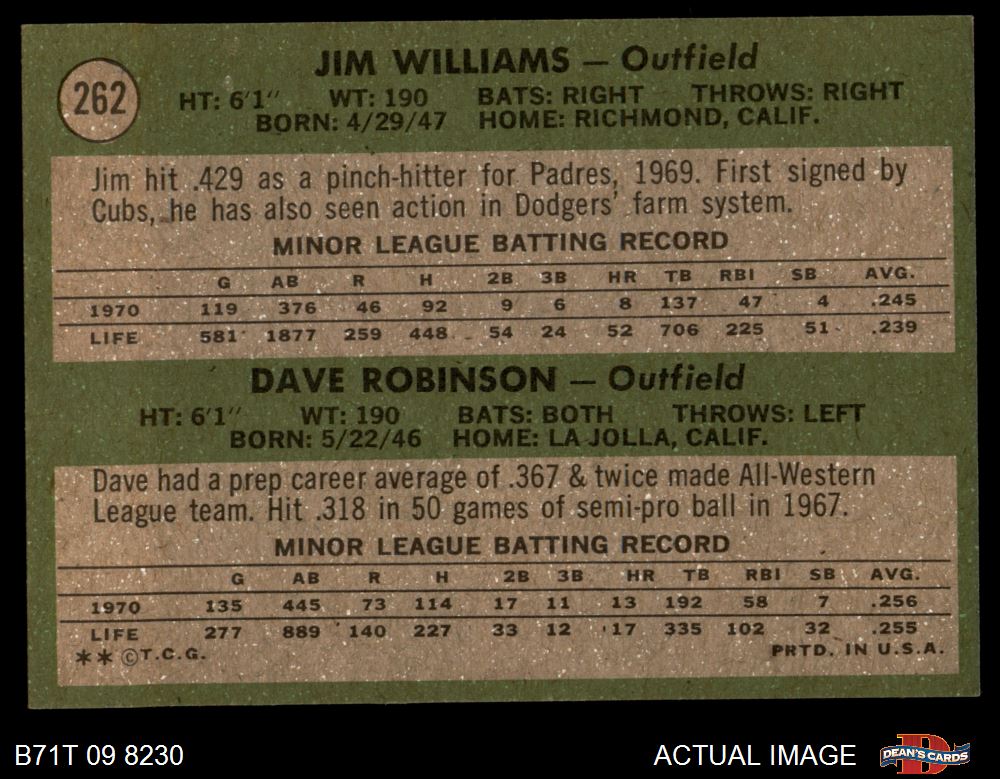 262
JIM WILLIAMS — Outfield
HT: 6'1" WT: 190 BATS: RIGHT THROWS: RIGHT
BORN: 4/29/47 HOME: RICHMOND, CALIF.
Jim hit .429 as a pinch-hitter for Padres, 1969. First signed by
Cubs, he has also seen action in Dodgers' farm system.
MINOR LEAGUE BATTING RECORD
G AB R H 2B 3B HR TB RBI SB AVG.
1970 119 376 46 92 9 6 8 137 47 4 .245
LIFE 581 1877 259 448 54 24 52 706 225 51 .239
DAVE ROBINSON — Outfield
HT: 6'1" WT: 190 BATS: BOTH THROWS: LEFT
BORN: 5/22/46 HOME: LA JOLLA, CALIF.
Dave had a prep career average of .367 & twice made All-Western
League team. Hit .318 in 50 games of semi-pro ball in 1967.
MINOR LEAGUE BATTING RECORD
G AB R H 2B 3B HR TB RBI SB AVG.
1970 135 445 73 114 17 11 13 192 58 7 .256
LIFE 277 889 140 227 33 12 17 335 102 32 .255
**©T.C.G. PRTD. IN U.S.A.
B71T 09 8230 ACTUAL IMAGE DEAN'S CARDS